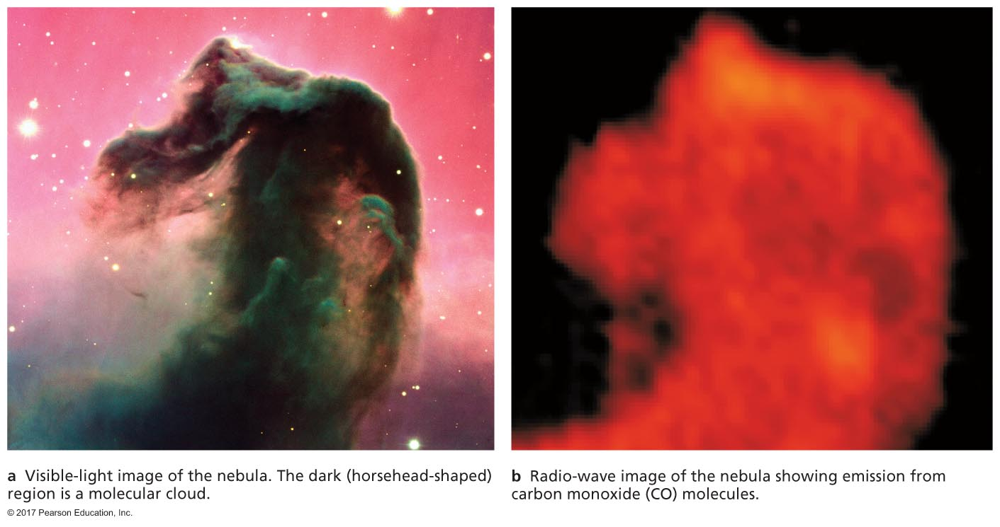 a Visible-light image of the nebula. The dark (horsehead-shaped)
region is a molecular cloud.
b Radio-wave image of the nebula showing emission from
carbon monoxide (CO) molecules.
© 2017 Pearson Education, Inc.